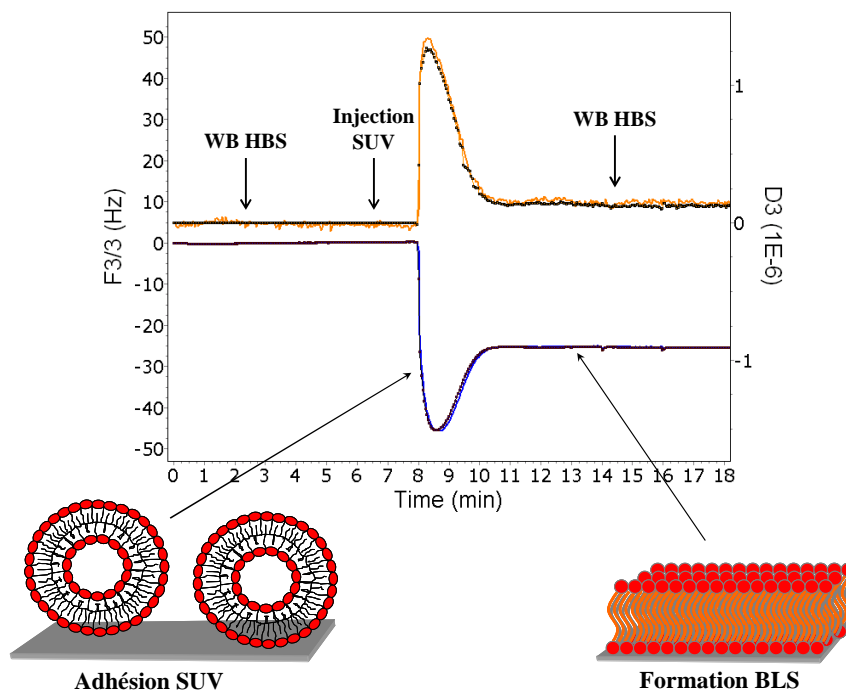 50
40
30
20
10
0
-10
-20
-30
-40
-50
F3/3 (Hz)
WB HBS
Injection
SUV
WB HBS
1
0
-1
D3 (1E-6)
0 1 2 3 4 5 6 7 8 9 10 11 12 13 14 15 16 17 18
Time (min)
Adhésion SUV
Formation BLS